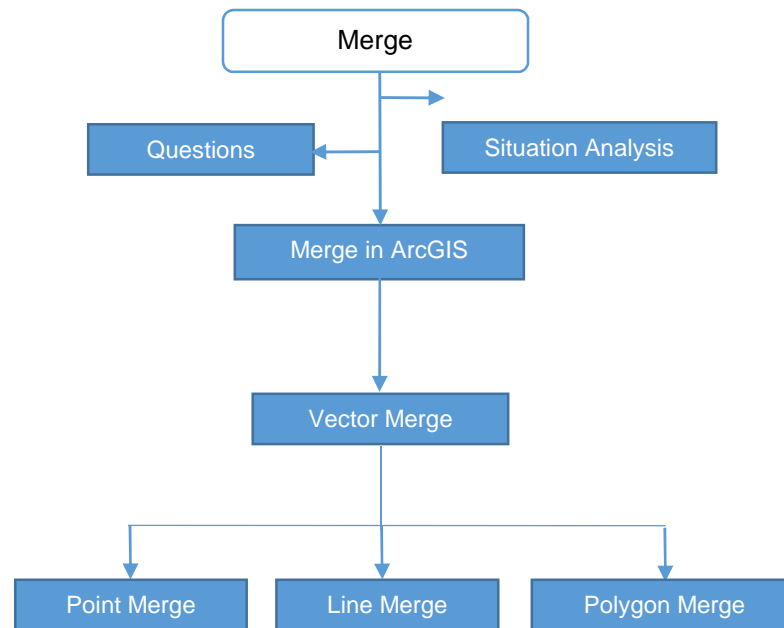 Merge
Questions
Situation Analysis
Merge in ArcGIS
Vector Merge
Point Merge
Line Merge
Polygon Merge